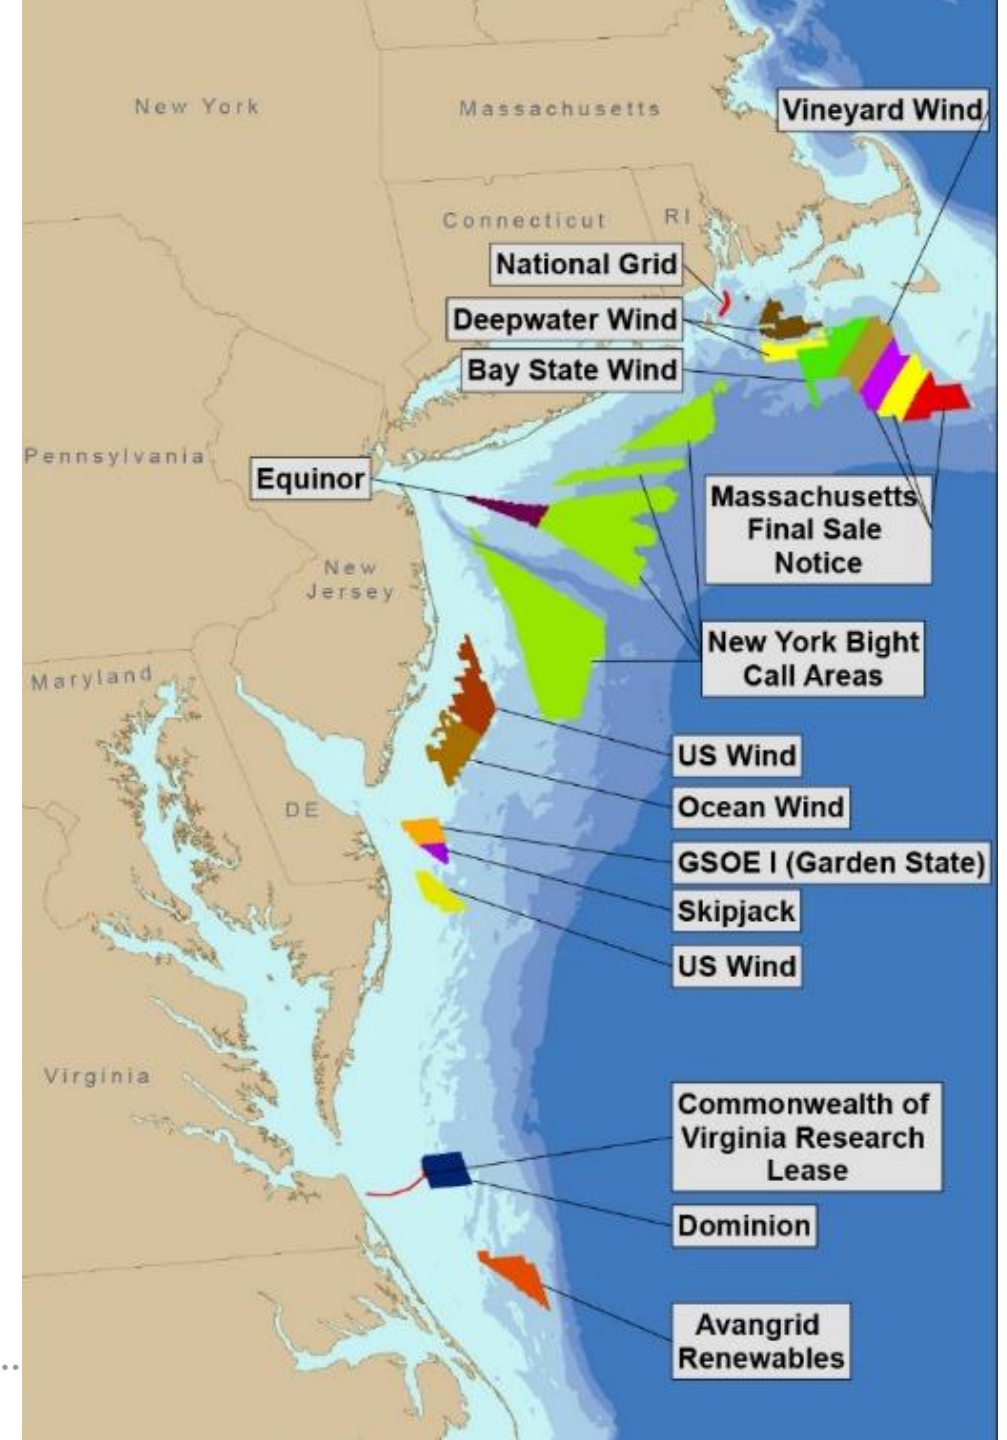 New York
Massachusetts
Vineyard Wind
Connecticut
RI
National Grid
Deepwater Wind
Bay State Wind
Pennsylvania
Equinor
Massachusetts
Final Sale
Notice
New
Jersey
New York Bight
Call Areas
Maryland
US Wind
DE
Ocean Wind
GSOE I (Garden State)
Skipjack
US Wind
Virginia
Commonwealth of
Virginia Research
Lease
Dominion
Avangrid
Renewables